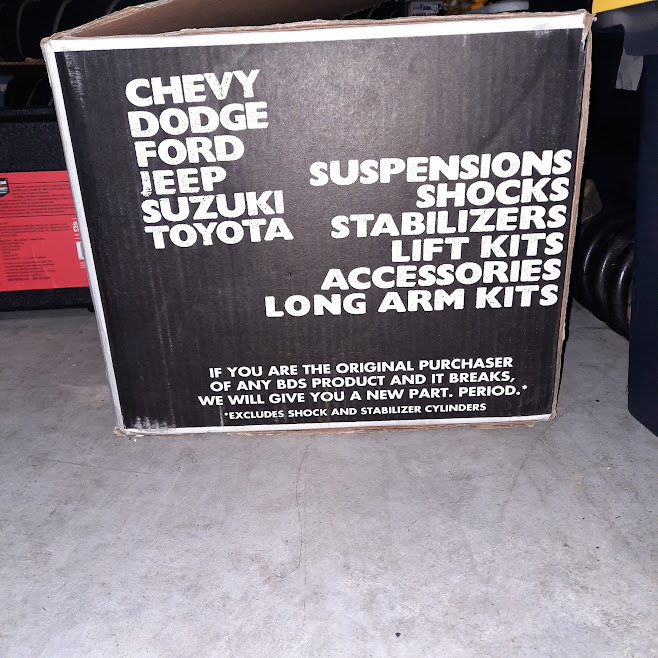 CHEVY
DODGE
FORD
JEEP
SUZUKI
TOYOTA
SUSPENSIONS
SHOCKS
STABILIZERS
LIFT KITS
ACCESSORIES
LONG ARM KITS
IF YOU ARE THE ORIGINAL PURCHASER
OF ANY BDS PRODUCT AND IT BREAKS,
WE WILL GIVE YOU A NEW PART. PERIOD.*
*EXCLUDES SHOCK AND STABILIZER CYLINDERS